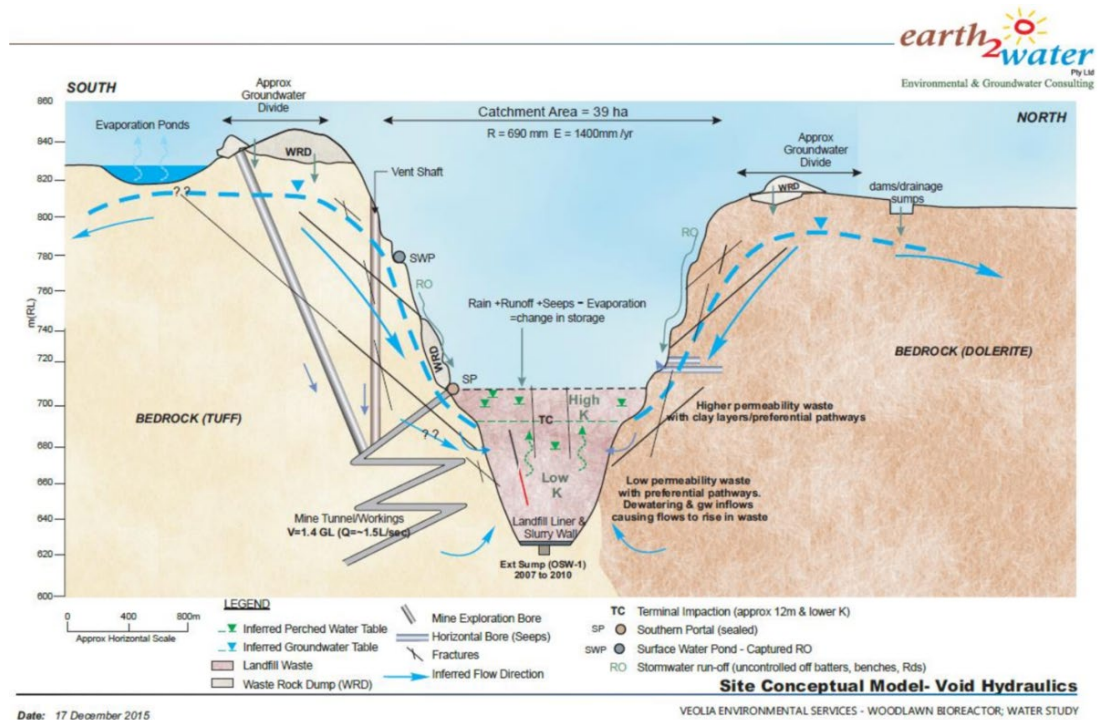 earth2water
Pty Ltd
Environmental & Groundwater Consulting
SOUTH
NORTH
Approx
Groundwater
Divide
Catchment Area = 39 ha
R = 690 mm E = 1400mm /yr
Evaporation Ponds
WRD
Vent Shaft
Approx
Groundwater
Divide
WRD
dams/drainage
sumps
? ?
SWP
RO
RO
Rain +Runoff +Seeps - Evaporation
=change in storage
WRD
SP
BEDROCK (TUFF)
BEDROCK (DOLERITE)
High
K
TC
? ?
Higher permeability waste
with clay layers/preferential pathways
Low
K
Low permeability waste
with preferential pathways.
Dewatering & gw inflows
causing flows to rise in waste
Mine Tunnel/Workings
V=1.4 GL (Q=~1.5L/sec)
Landfill Liner &
Slurry Wall
Ext Sump (OSW-1)
2007 to 2010
m(RL)
860
840
820
800
780
760
740
720
700
680
660
640
620
600
0 400 800m
Approx Horizontal Scale
LEGEND
Inferred Perched Water Table
Inferred Groundwater Table
Landfill Waste
Waste Rock Dump (WRD)
Mine Exploration Bore
Horizontal Bore (Seeps)
Fractures
Inferred Flow Direction
TC Terminal Impaction (approx 12m & lower K)
SP Southern Portal (sealed)
SWP Surface Water Pond - Captured RO
RO Stormwater run-off (uncontrolled off batters, benches, Rds)
Site Conceptual Model- Void Hydraulics
VEOLIA ENVIRONMENTAL SERVICES - WOODLAWN BIOREACTOR; WATER STUDY
Date: 17 December 2015